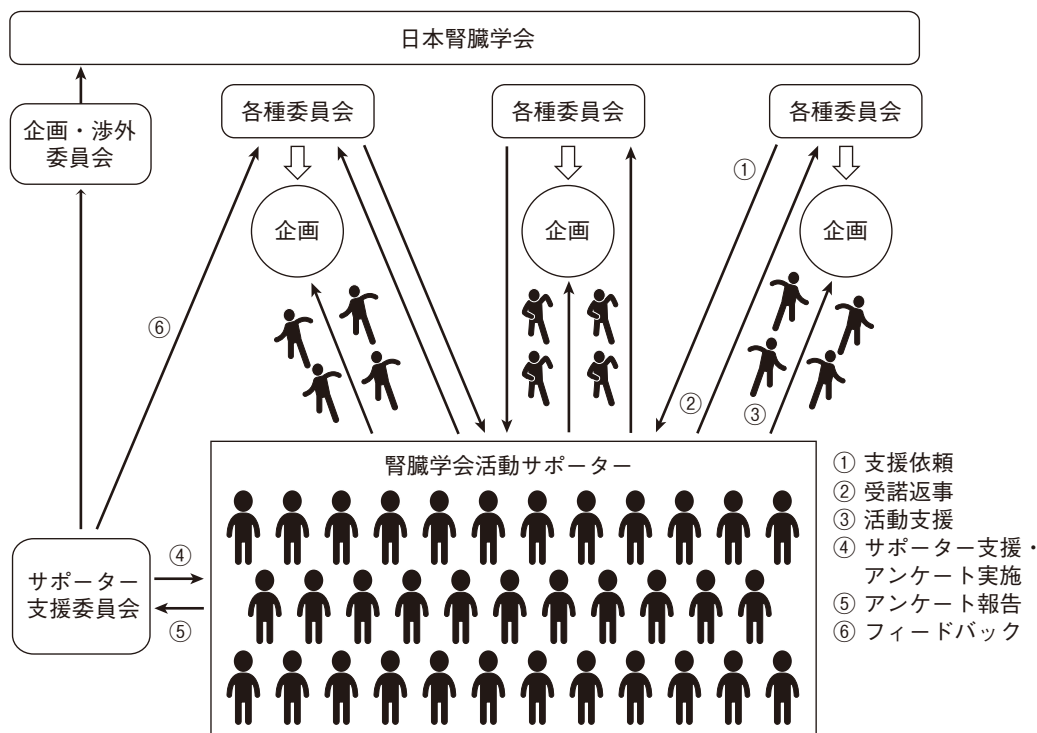 日本腎臓学会
企画・渉外
委員会
各種委員会
各種委員会
各種委員会
①
企画
企画
企画
⑥
②
③
腎臓学会活動サポーター
① 支援依頼
② 受諾返事
③ 活動支援
④ サポーター支援・
アンケート実施
⑤ アンケート報告
⑥ フィードバック
サポーター
支援委員会
④
⑤